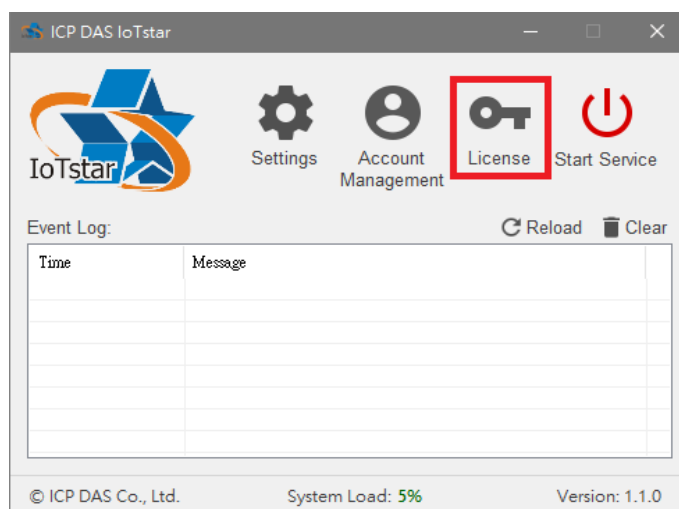 ICP DAS IoTstar
IoTstar
Settings
Account
Management
License
Start Service
Event Log:
Reload
Clear
Time
Message
© ICP DAS Co., Ltd.
System Load: 5%
Version: 1.1.0